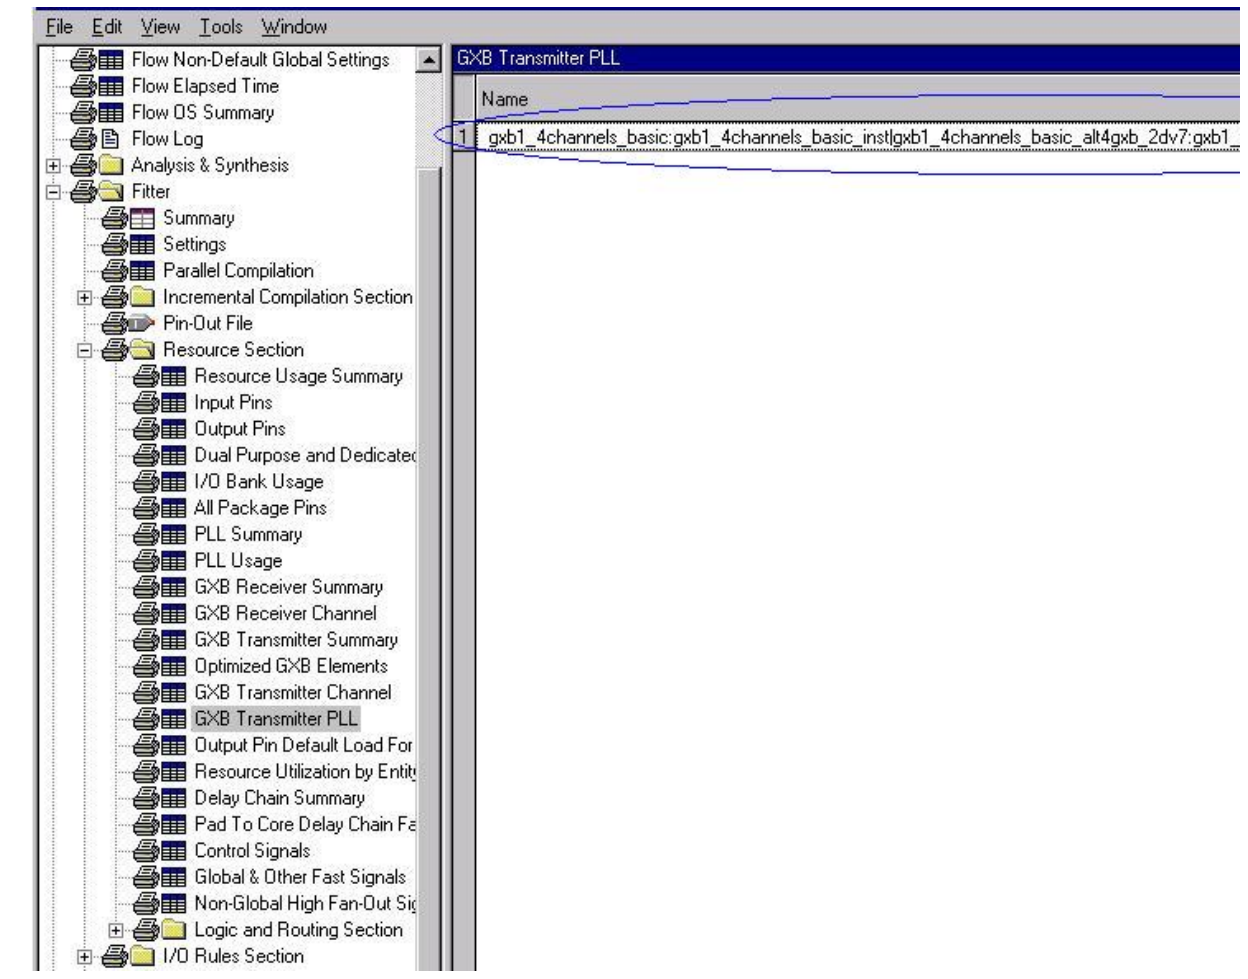 File Edit View Tools Window
Flow Non-Default Global Settings
Flow Elapsed Time
Flow OS Summary
Flow Log
Analysis & Synthesis
Fitter
Summary
Settings
Parallel Compilation
Incremental Compilation Section
Pin-Out File
Resource Section
Resource Usage Summary
Input Pins
Output Pins
Dual Purpose and Dedicated
I/O Bank Usage
All Package Pins
PLL Summary
PLL Usage
GXB Receiver Summary
GXB Receiver Channel
GXB Transmitter Summary
Optimized GXB Elements
GXB Transmitter Channel
GXB Transmitter PLL
Output Pin Default Load For
Resource Utilization by Entity
Delay Chain Summary
Pad To Core Delay Chain Fa
Control Signals
Global & Other Fast Signals
Non-Global High Fan-Out Sig
Logic and Routing Section
I/O Rules Section
GXB Transmitter PLL
Name
1 gxb1_4channels_basic:gxb1_4channels_basic_inst|gxb1_4channels_basic_alt4gxb_2dv7:gxb1_